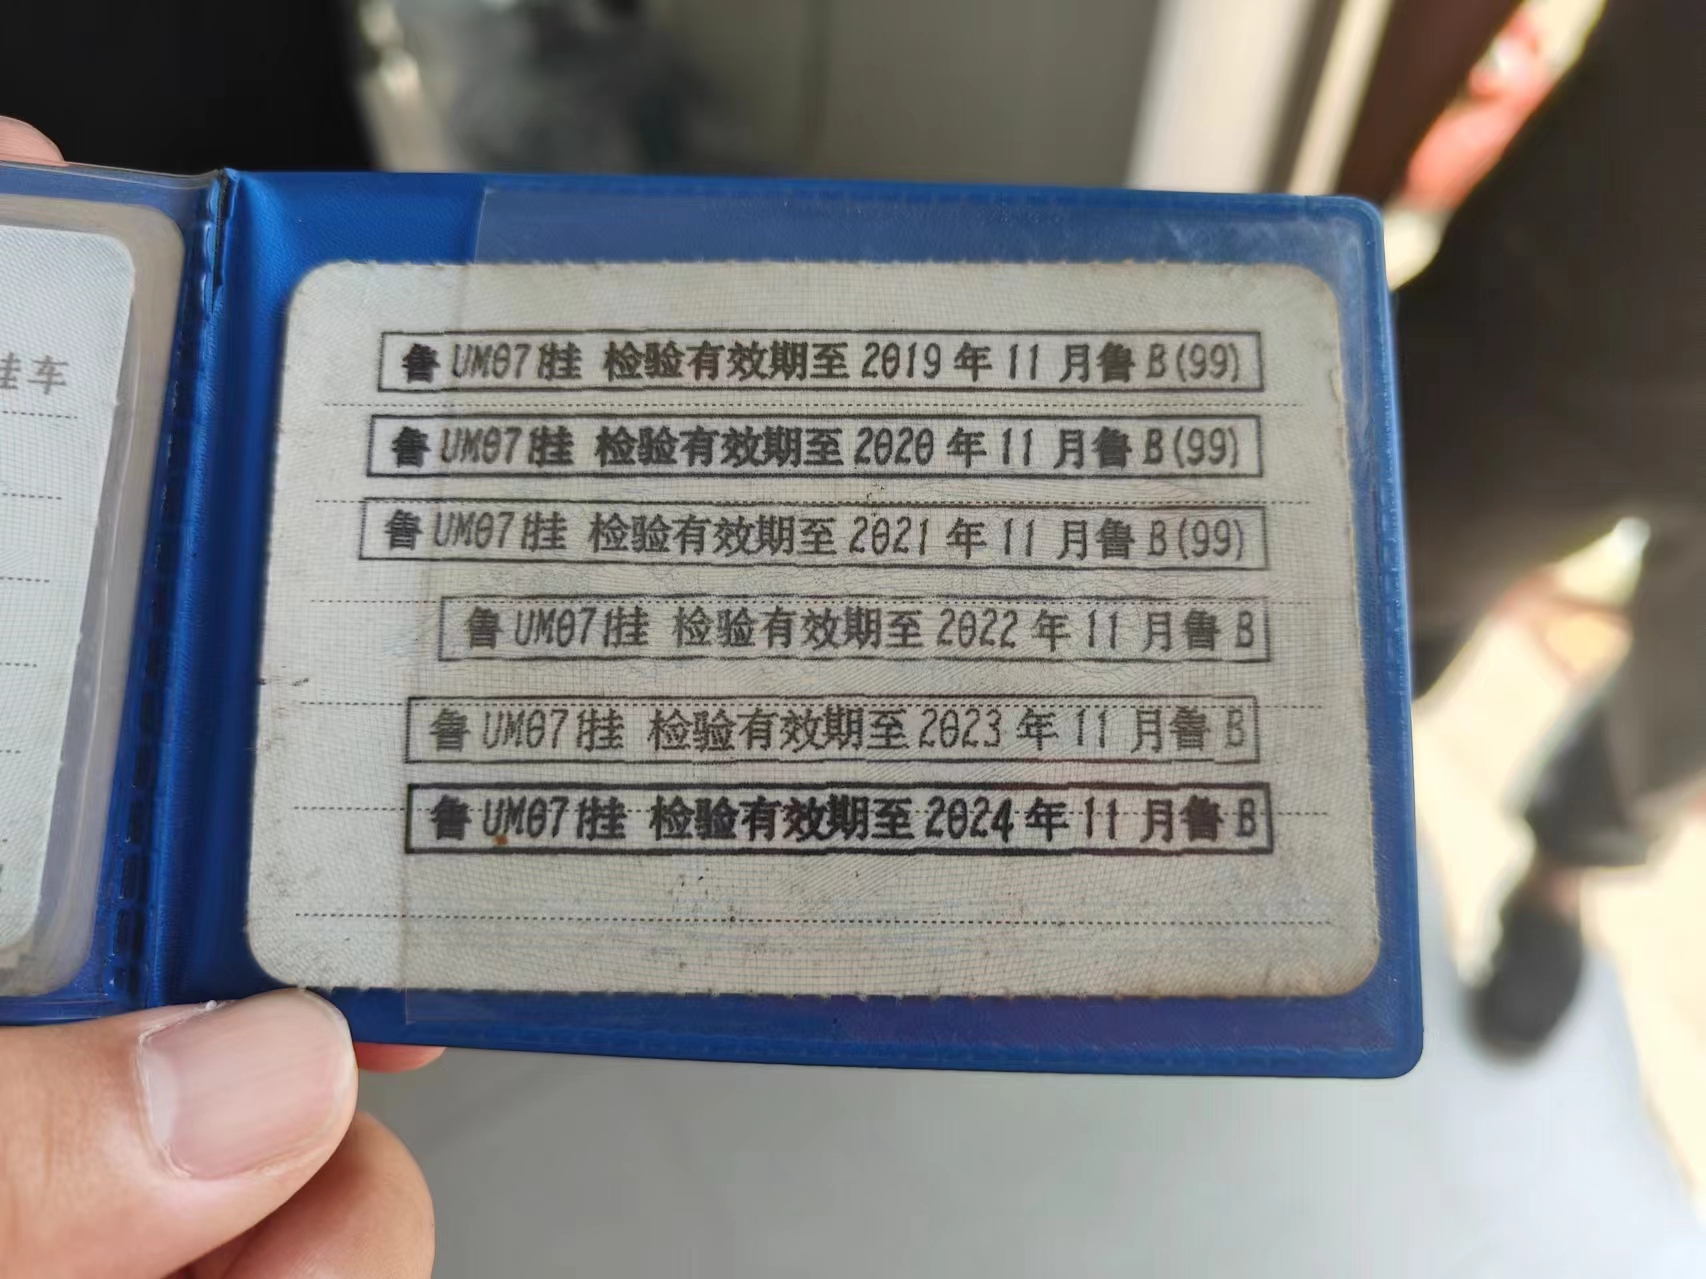 挂车
鲁UM071挂 检验有效期至2019年11月鲁B(99)
鲁UM071挂 检验有效期至2020年11月鲁B(99)
鲁UM071挂 检验有效期至2021年11月鲁B(99)
鲁UM071挂 检验有效期至2022年11月鲁B
鲁UM071挂 检验有效期至2023年11月鲁B
鲁UM071挂 检验有效期至2024年11月鲁B